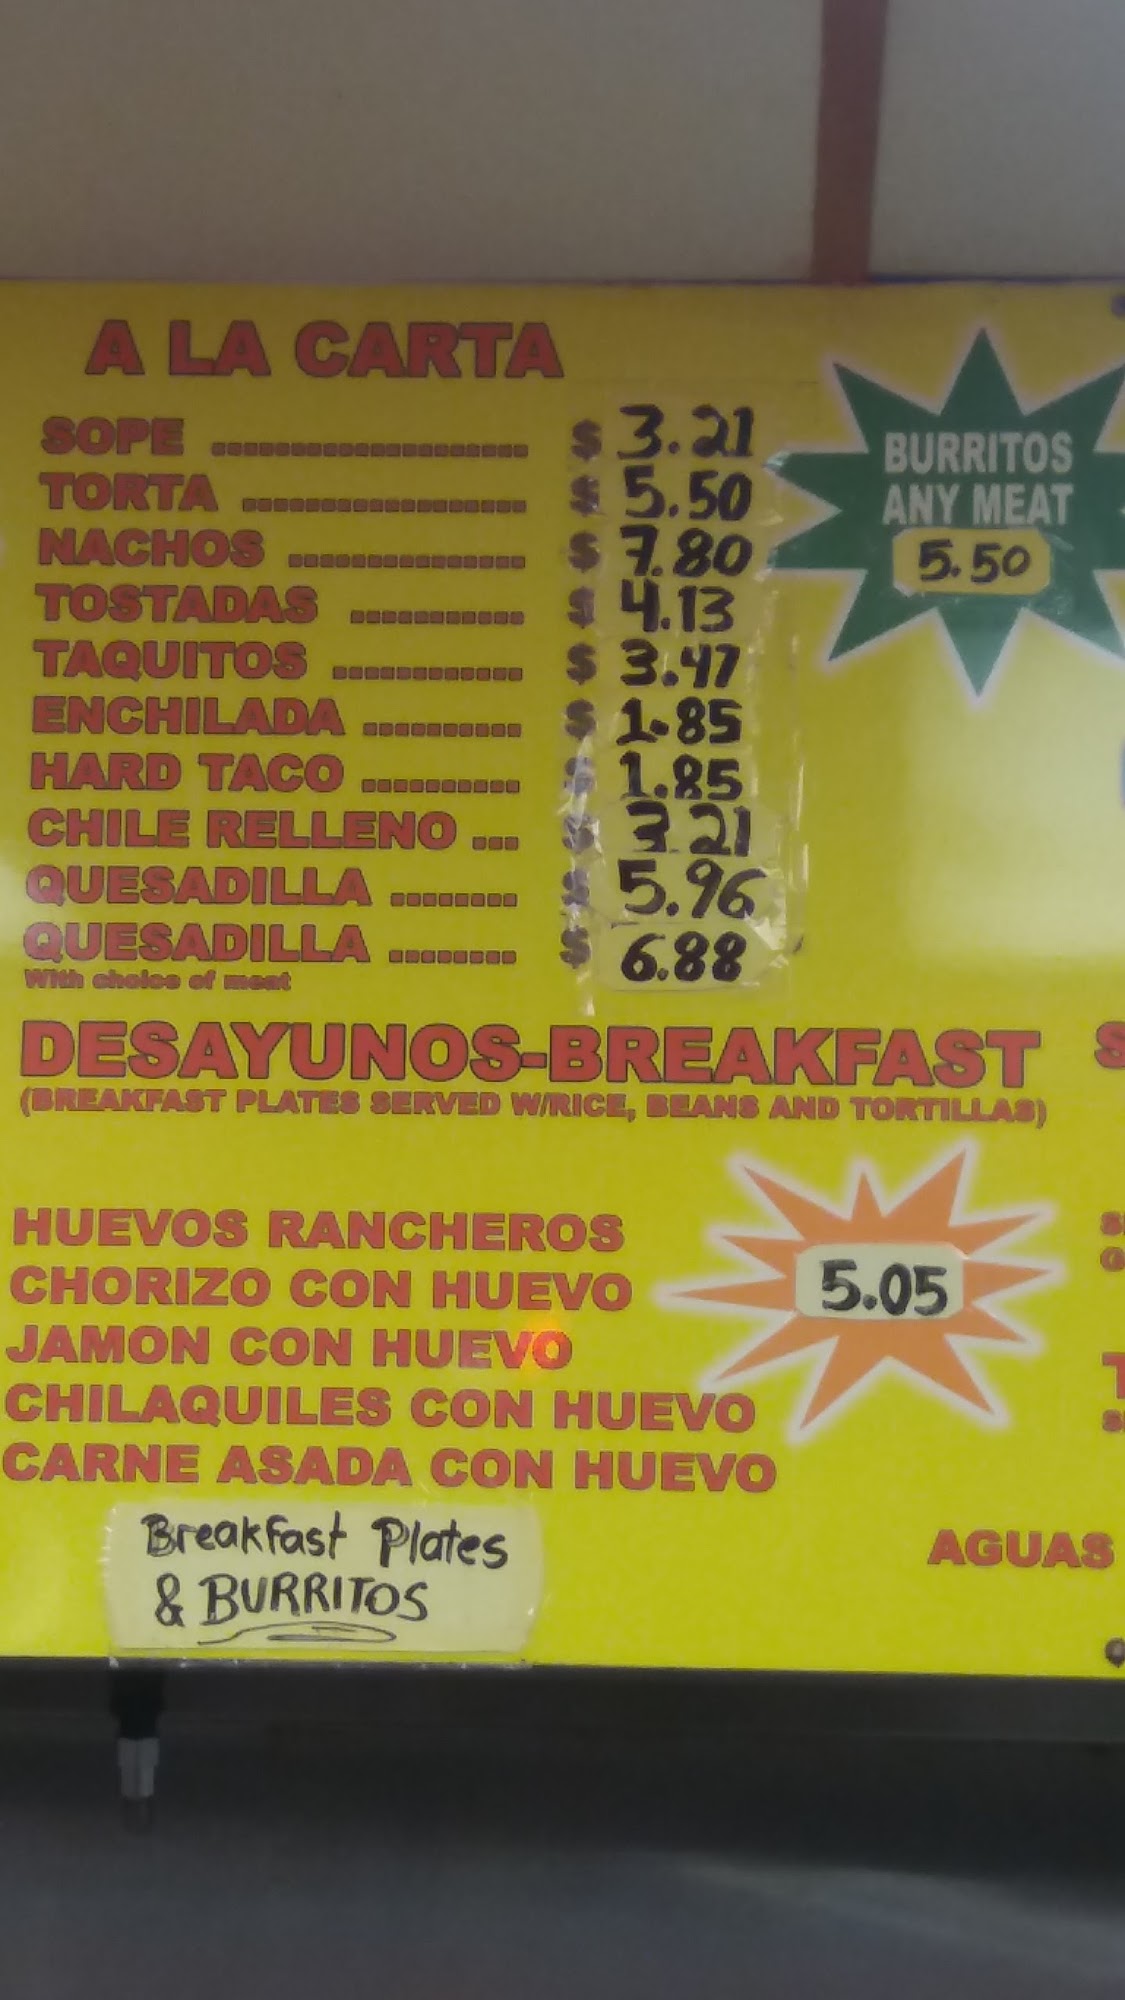 A LA CARTA
SOPE .................... $ 3.21
TORTA .................. $ 5.50
NACHOS ............... $ 7.80
TOSTADAS ........... $ 4.13
TAQUITOS ............ $ 3.47
ENCHILADA .......... $ 1.85
HARD TACO .......... $ 1.85
CHILE RELLENO ... $ 3.21
QUESADILLA ........ $ 5.96
QUESADILLA ........ $ 6.88
With choice of meat
BURRITOS
ANY MEAT
5.50
DESAYUNOS-BREAKFAST
(BREAKFAST PLATES SERVED W/RICE, BEANS AND TORTILLAS)
HUEVOS RANCHEROS
CHORIZO CON HUEVO
JAMON CON HUEVO
CHILAQUILES CON HUEVO
CARNE ASADA CON HUEVO
5.05
Breakfast Plates
& BURRITOS
AGUAS